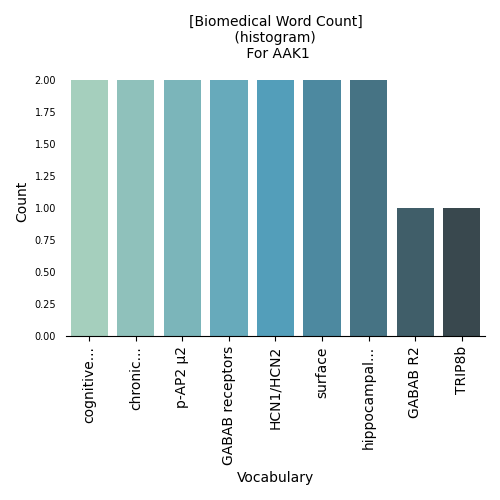 [Biomedical Word Count]
(histogram)
For AAK1
Count
2.00
1.75
1.50
1.25
1.00
0.75
0.50
0.25
0.00
cognitive...
chronic...
p-AP2 μ2
GABAB receptors
HCN1/HCN2
surface
hippocampal...
GABAB R2
TRIP8b
Vocabulary